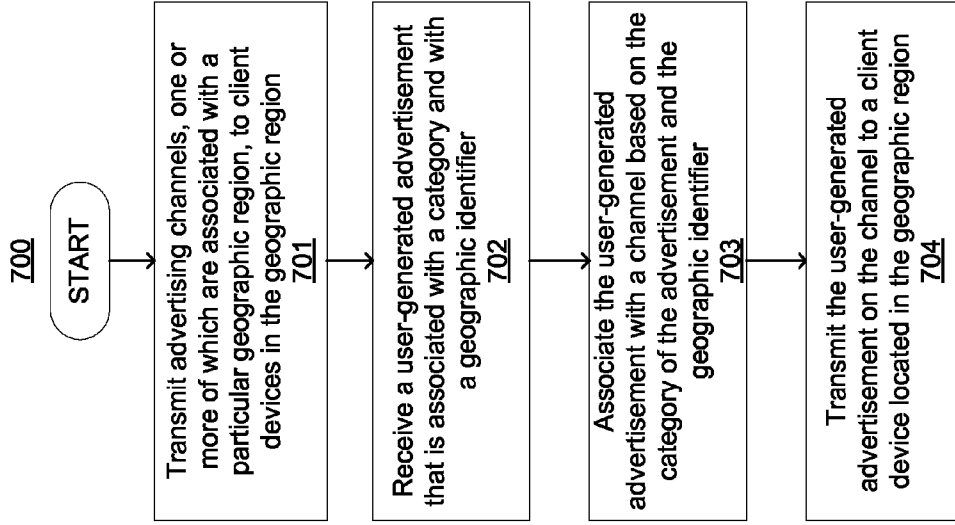 700
START
Transmit advertising channels, one or
more of which are associated with a
particular geographic region, to client
devices in the geographic region
701
Receive a user-generated advertisement
that is associated with a category and with
a geographic identifier
702
Associate the user-generated
advertisement with a channel based on the
category of the advertisement and the
geographic identifier
703
Transmit the user-generated
advertisement on the channel to a client
device located in the geographic region
704